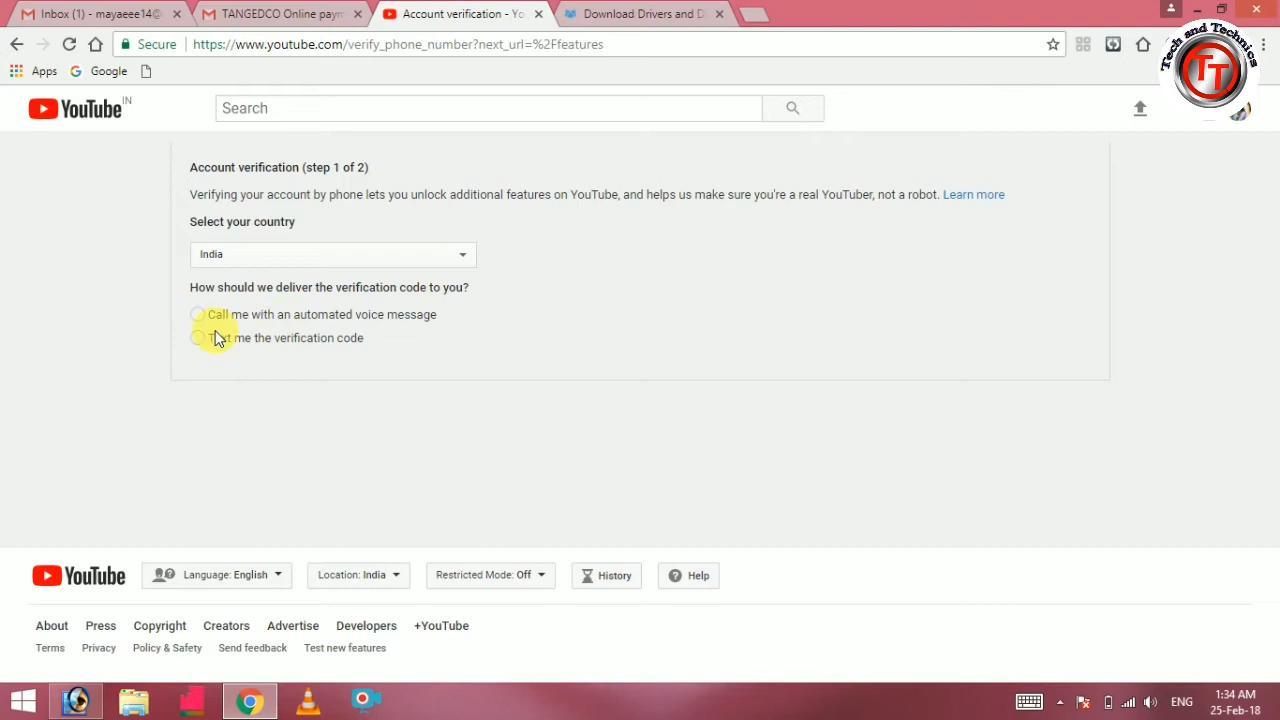 Inbox (1) - mayaeee14@
TANGEDCO Online paym
Account verification - Yo
Download Drivers and D
Secure
https://www.youtube.com/verify_phone_number?next_url=%2Ffeatures
Apps
Google
Tech and Technics
TT
YouTube IN
Search
Account verification (step 1 of 2)
Verifying your account by phone lets you unlock additional features on YouTube, and helps us make sure you're a real YouTuber, not a robot. Learn more
Select your country
India
How should we deliver the verification code to you?
Call me with an automated voice message
Text me the verification code
YouTube
Language: English
Location: India
Restricted Mode: Off
History
Help
About
Press
Copyright
Creators
Advertise
Developers
+YouTube
Terms
Privacy
Policy & Safety
Send feedback
Test new features
ENG
1:34 AM
25-Feb-18